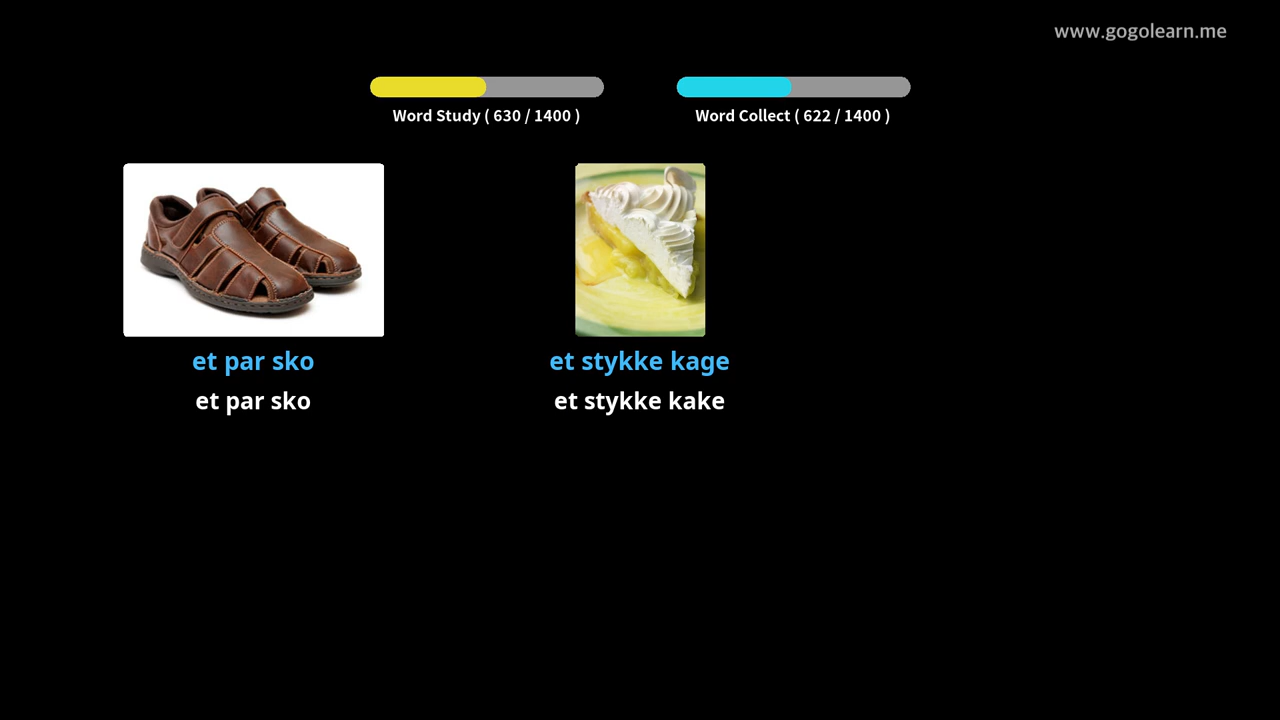 www.gogolearn.me
Word Study ( 630 / 1400 )
Word Collect ( 622 / 1400 )
et par sko
et par sko
et stykke kage
et stykke kake